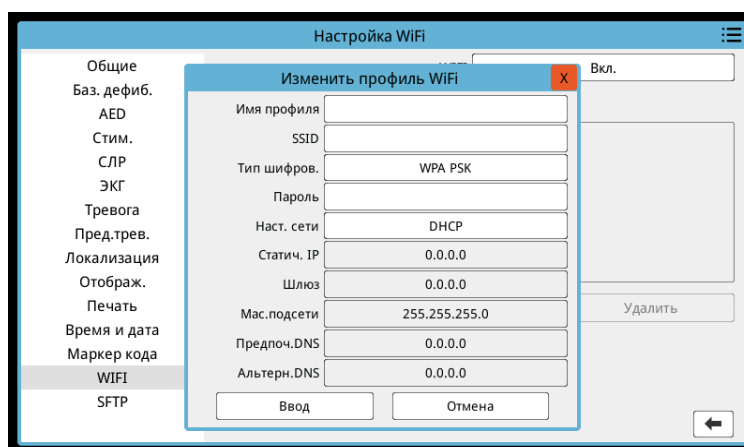 Настройка WiFi
Общие
Баз. дефиб.
AED
Стим.
СЛР
ЭКГ
Тревога
Пред.трев.
Локализация
Отображ.
Печать
Время и дата
Маркер кода
WIFI
SFTP
Вкл.
Изменить профиль WiFi X
Имя профиля
SSID
Тип шифров. WPA PSK
Пароль
Наст. сети DHCP
Статич. IP 0.0.0.0
Шлюз 0.0.0.0
Мас.подсети 255.255.255.0
Предпоч.DNS 0.0.0.0
Альтерн.DNS 0.0.0.0
Ввод Отмена
Удалить